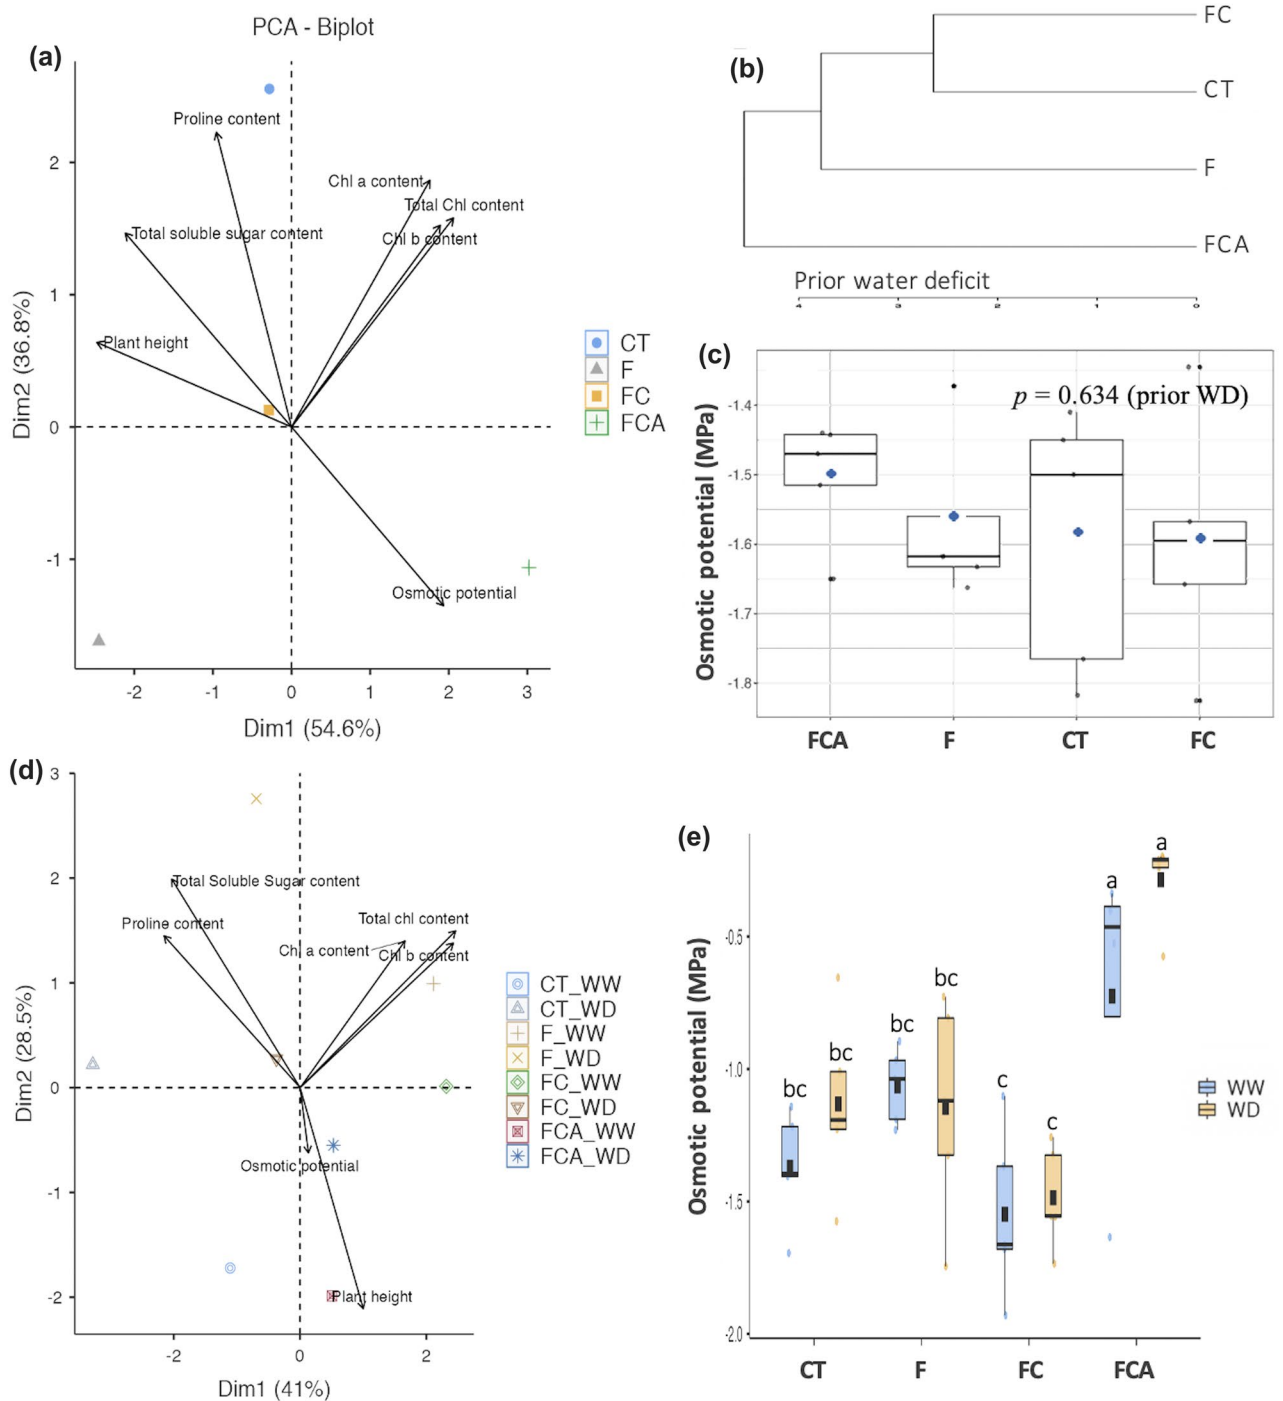 PCA - Biplot
(a)
Proline content
Chl a content
Total Chl content
Total soluble sugar content
Chl b content
Plant height
Osmotic potential
Dim2 (36.8%)
2
1
0
-1
-2 -1 0 1 2 3
Dim1 (54.6%)
CT
F
FC
FCA
(b)
FC
CT
F
FCA
Prior water deficit
4 3 2 1 0
(c)
p = 0.634 (prior WD)
Osmotic potential (MPa)
-1.4
-1.5
-1.6
-1.7
-1.8
FCA F CT FC
(d)
3
2
1
0
-1
-2
Dim2 (28.5%)
Total Soluble Sugar content
Proline content
Total chl content
Chl a content
Chl b content
Osmotic potential
Plant height
-2 0 2
Dim1 (41%)
CT_WW
CT_WD
F_WW
F_WD
FC_WW
FC_WD
FCA_WW
FCA_WD
(e)
Osmotic potential (MPa)
-0.5
-1.0
-1.5
-2.0
bc bc bc bc c c a a
CT F FC FCA
WW
WD